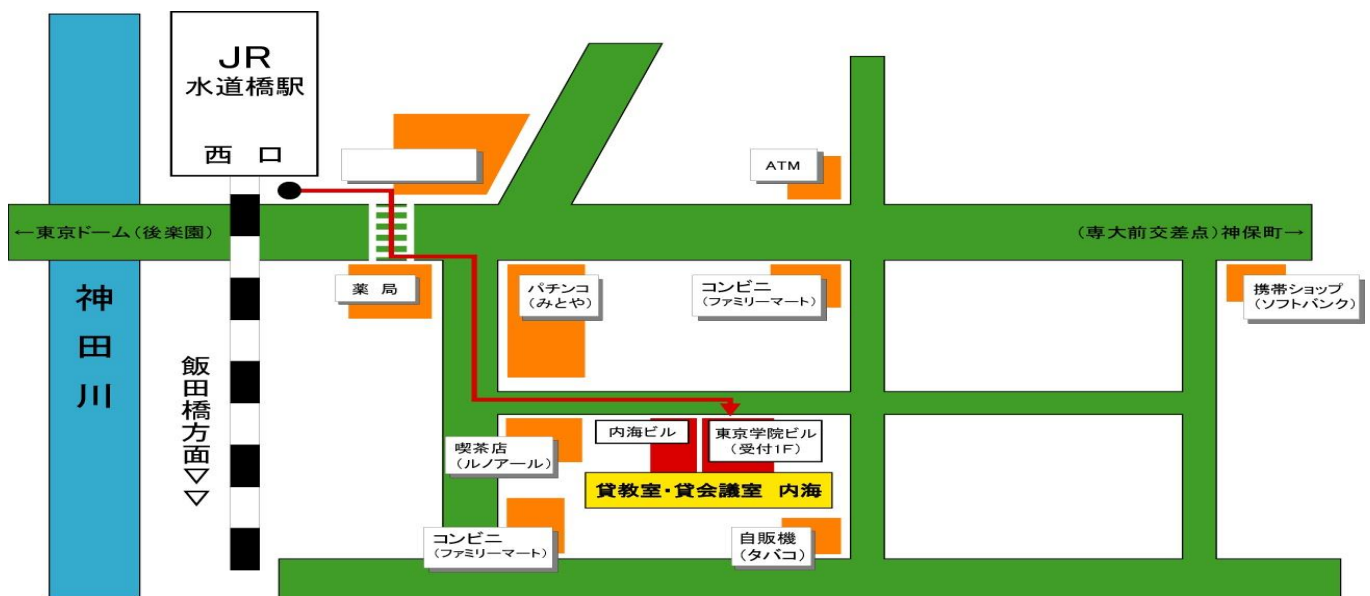 JR
水道橋駅
西 口
ATM
←東京ドーム(後楽園)
(専大前交差点)神保町→
神田川
薬 局
パチンコ
(みとや)
コンビニ
(ファミリーマート)
携帯ショップ
(ソフトバンク)
飯田橋方面▽▽
内海ビル
東京学院ビル
(受付1F)
喫茶店
(ルノアール)
貸教室・貸会議室 内海
コンビニ
(ファミリーマート)
自販機
(タバコ)